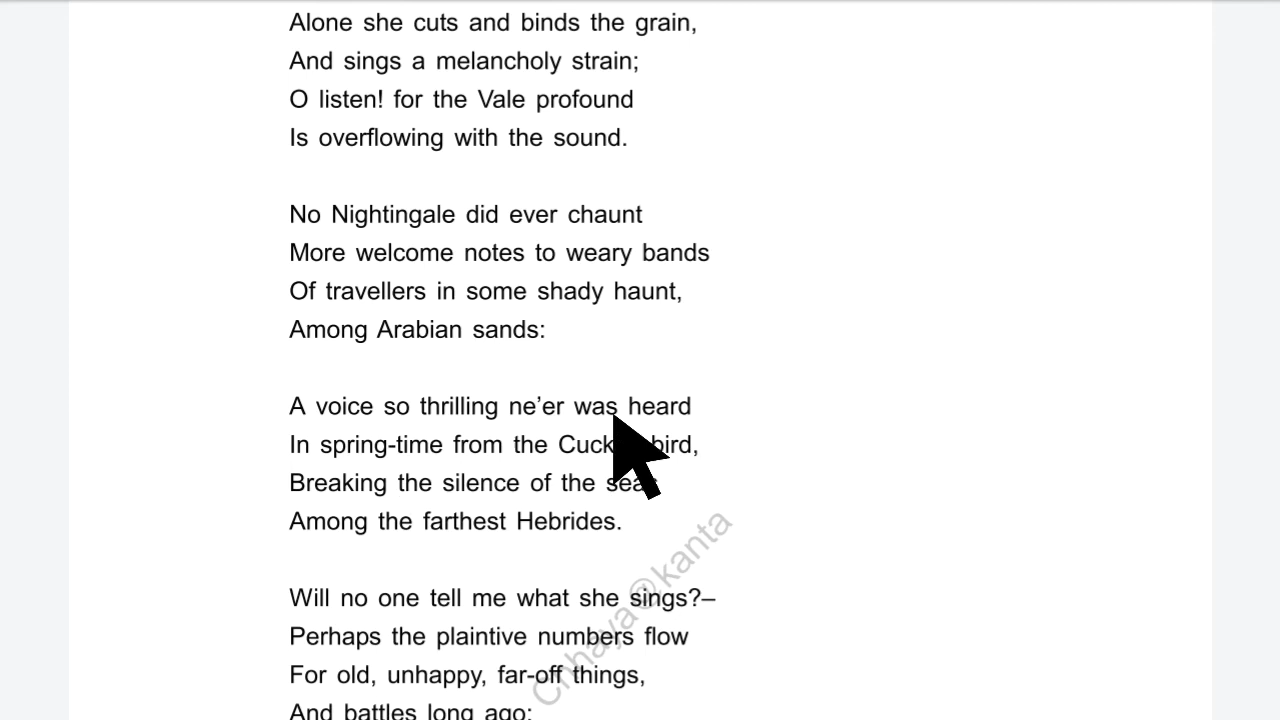 Alone she cuts and binds the grain,
And sings a melancholy strain;
O listen! for the Vale profound
Is overflowing with the sound.
No Nightingale did ever chaunt
More welcome notes to weary bands
Of travellers in some shady haunt,
Among Arabian sands:
A voice so thrilling ne’er was heard
In spring-time from the bird,
Breaking the silence of the
Among the farthest Hebrides.
Will no one tell me what she sings?–
Perhaps the plaintive numbers flow
For old, unhappy, far-off things,
And battles long ago:
Chhaya@kanta